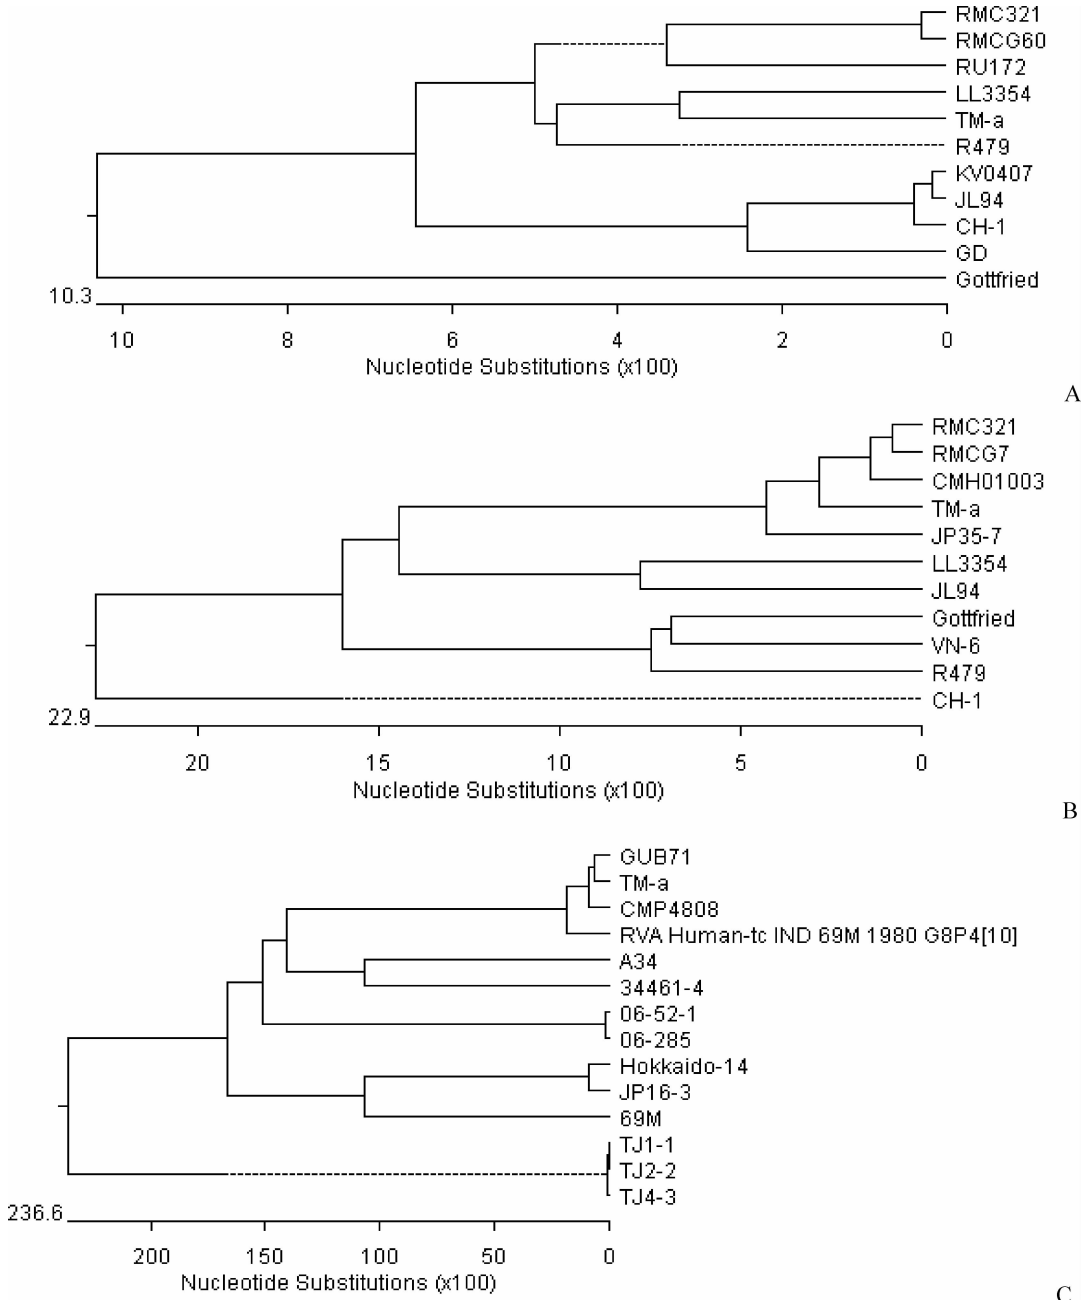 RMC321
RMCG60
RU172
LL3354
TM-a
R479
KV0407
JL94
CH-1
GD
Gottfried
10.3
10 8 6 4 2 0
Nucleotide Substitutions (x100)
A
RMC321
RMCG7
CMH01003
TM-a
JP35-7
LL3354
JL94
Gottfried
VN-6
R479
CH-1
22.9
20 15 10 5 0
Nucleotide Substitutions (x100)
B
GUB71
TM-a
CMP4808
RVA Human-tc IND 69M 1980 G8P4[10]
A34
34461-4
06-52-1
06-285
Hokkaido-14
JP16-3
69M
TJ1-1
TJ2-2
TJ4-3
236.6
200 150 100 50 0
Nucleotide Substitutions (x100)
C